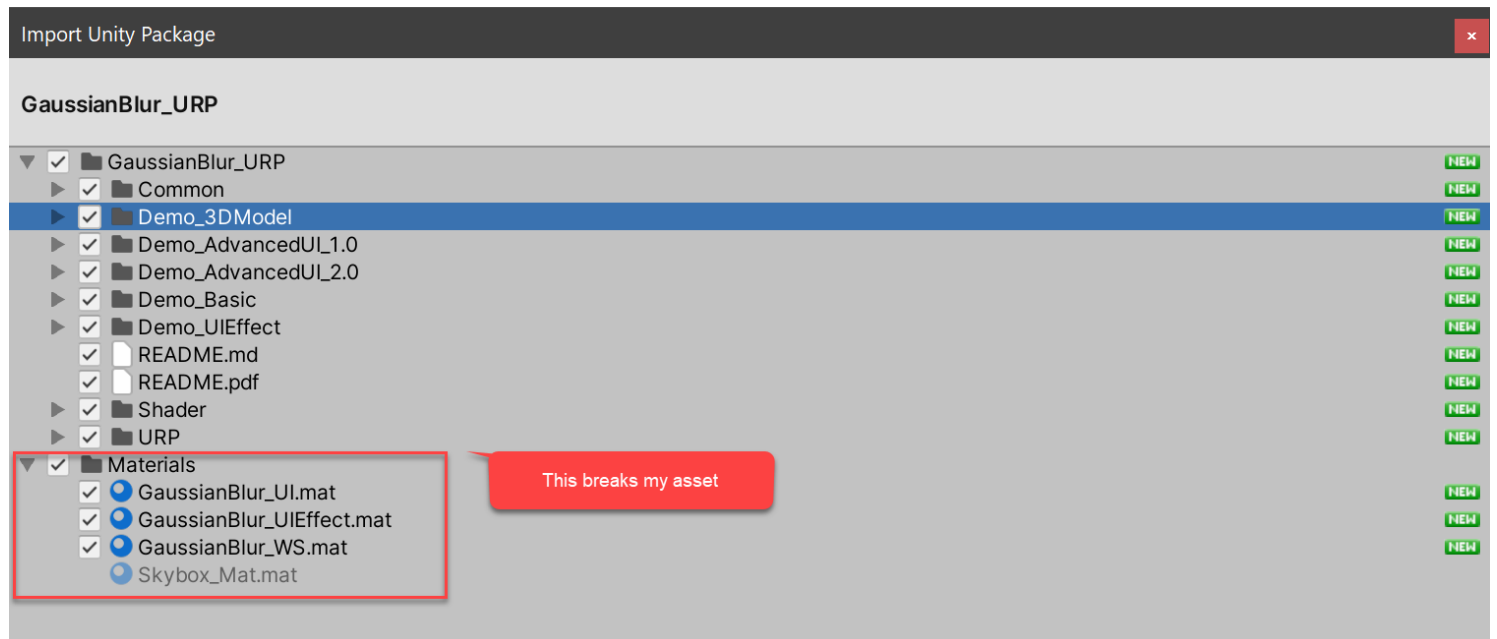 Import Unity Package
×
GaussianBlur_URP
GaussianBlur_URP NEW
Common NEW
Demo_3DModel NEW
Demo_AdvancedUI_1.0 NEW
Demo_AdvancedUI_2.0 NEW
Demo_Basic NEW
Demo_UIEffect NEW
README.md NEW
README.pdf NEW
Shader NEW
URP NEW
Materials
This breaks my asset
GaussianBlur_UI.mat NEW
GaussianBlur_UIEffect.mat NEW
GaussianBlur_WS.mat NEW
Skybox_Mat.mat